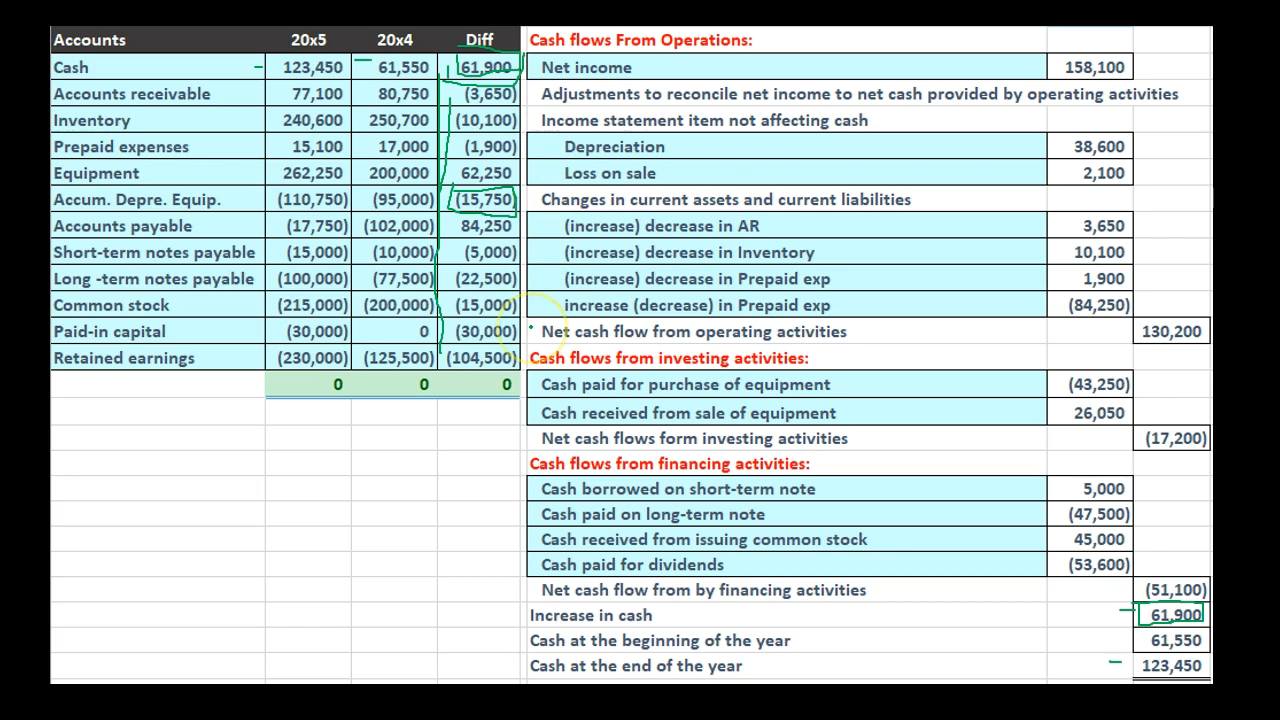 Accounts 20x5 20x4 Diff
Cash 123,450 61,550 61,900
Accounts receivable 77,100 80,750 (3,650)
Inventory 240,600 250,700 (10,100)
Prepaid expenses 15,100 17,000 (1,900)
Equipment 262,250 200,000 62,250
Accum. Depre. Equip. (110,750) (95,000) (15,750)
Accounts payable (17,750) (102,000) 84,250
Short-term notes payable (15,000) (10,000) (5,000)
Long -term notes payable (100,000) (77,500) (22,500)
Common stock (215,000) (200,000) (15,000)
Paid-in capital (30,000) 0 (30,000)
Retained earnings (230,000) (125,500) (104,500)
0 0 0
Cash flows From Operations:
Net income 158,100
Adjustments to reconcile net income to net cash provided by operating activities
Income statement item not affecting cash
Depreciation 38,600
Loss on sale 2,100
Changes in current assets and current liabilities
(increase) decrease in AR 3,650
(increase) decrease in Inventory 10,100
(increase) decrease in Prepaid exp 1,900
increase (decrease) in Prepaid exp (84,250)
Net cash flow from operating activities 130,200
Cash flows from investing activities:
Cash paid for purchase of equipment (43,250)
Cash received from sale of equipment 26,050
Net cash flows form investing activities (17,200)
Cash flows from financing activities:
Cash borrowed on short-term note 5,000
Cash paid on long-term note (47,500)
Cash received from issuing common stock 45,000
Cash paid for dividends (53,600)
Net cash flow from by financing activities (51,100)
Increase in cash 61,900
Cash at the beginning of the year 61,550
Cash at the end of the year 123,450